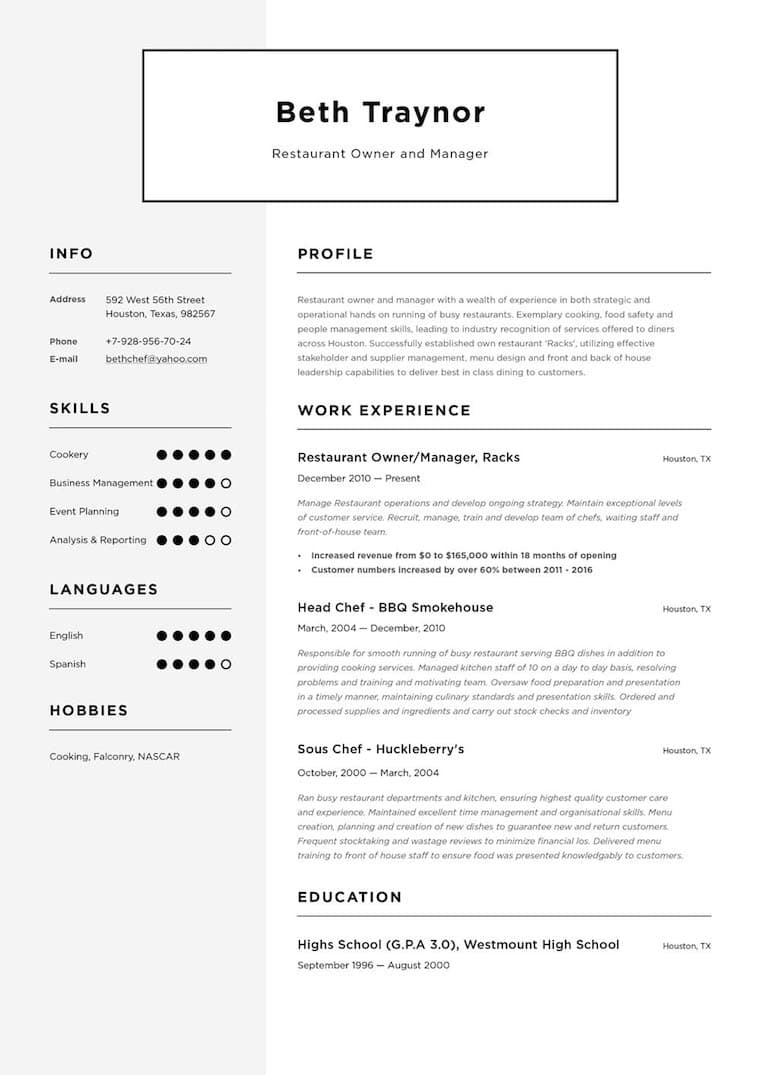 Beth Traynor
Restaurant Owner and Manager
INFO
Address 592 West 56th Street
Houston, Texas, 982567
Phone +7-928-956-70-24
E-mail bethchef@yahoo.com
SKILLS
Cookery
Business Management
Event Planning
Analysis & Reporting
LANGUAGES
English
Spanish
HOBBIES
Cooking, Falconry, NASCAR
PROFILE
Restaurant owner and manager with a wealth of experience in both strategic and
operational hands on running of busy restaurants. Exemplary cooking, food safety and
people management skills, leading to industry recognition of services offered to diners
across Houston. Successfully established own restaurant 'Racks', utilizing effective
stakeholder and supplier management, menu design and front and back of house
leadership capabilities to deliver best in class dining to customers.
WORK EXPERIENCE
Restaurant Owner/Manager, Racks Houston, TX
December 2010 — Present
Manage Restaurant operations and develop ongoing strategy. Maintain exceptional levels
of customer service. Recruit, manage, train and develop team of chefs, waiting staff and
front-of-house team.
• Increased revenue from $0 to $165,000 within 18 months of opening
• Customer numbers increased by over 60% between 2011 - 2016
Head Chef - BBQ Smokehouse Houston, TX
March, 2004 — December, 2010
Responsible for smooth running of busy restaurant serving BBQ dishes in addition to
providing cooking services. Managed kitchen staff of 10 on a day to day basis, resolving
problems and training and motivating team. Oversaw food preparation and presentation
in a timely manner, maintaining culinary standards and presentation skills. Ordered and
processed supplies and ingredients and carry out stock checks and inventory
Sous Chef - Huckleberry's Houston, TX
October, 2000 — March, 2004
Ran busy restaurant departments and kitchen, ensuring highest quality customer care
and experience. Maintained excellent time management and organisational skills. Menu
creation, planning and creation of new dishes to guarantee new and return customers.
Frequent stocktaking and wastage reviews to minimize financial los. Delivered menu
training to front of house staff to ensure food was presented knowledgably to customers.
EDUCATION
Highs School (G.P.A 3.0), Westmount High School Houston, TX
September 1996 — August 2000